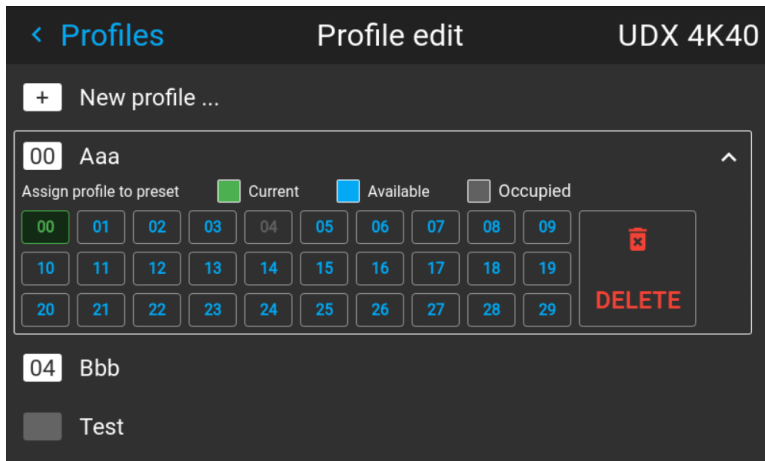 < Profiles Profile edit UDX 4K40
+ New profile ...
00 Aaa
Assign profile to preset Current Available Occupied
00 01 02 03 04 05 06 07 08 09
10 11 12 13 14 15 16 17 18 19
20 21 22 23 24 25 26 27 28 29
DELETE
04 Bbb
Test